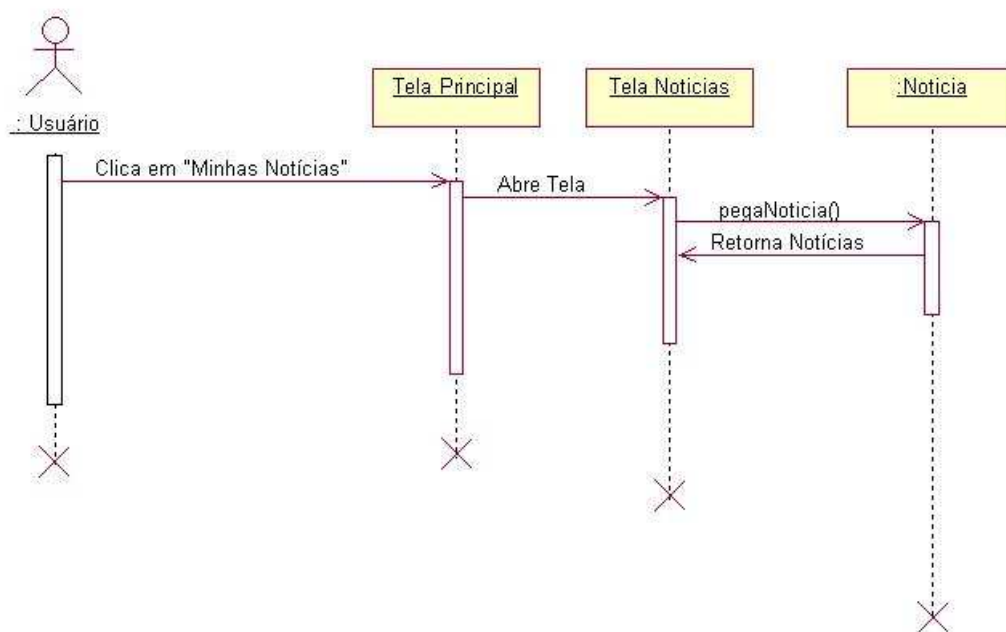 : Usuário
Tela Principal
Tela Noticias
:Noticia
Clica em "Minhas Notícias"
Abre Tela
pegaNoticia()
Retorna Notícias